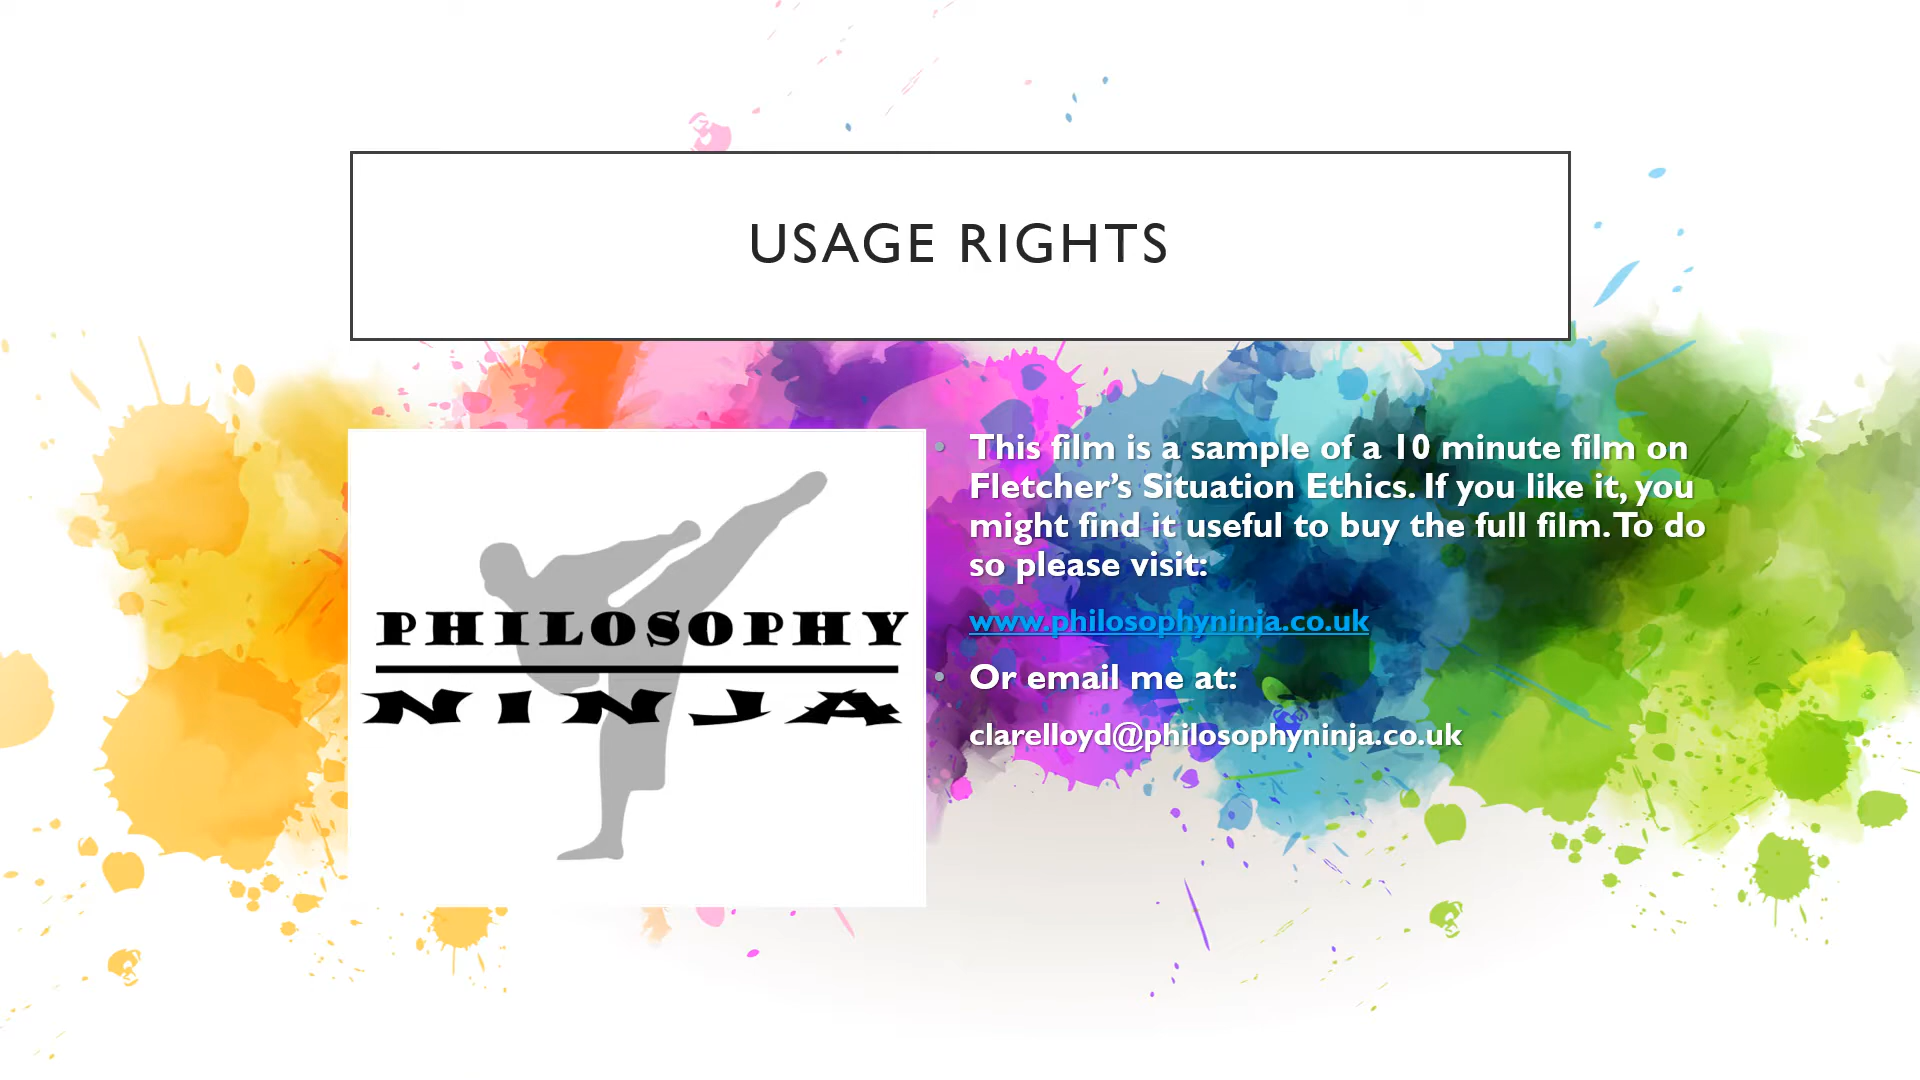 USAGE RIGHTS
PHILOSOPHY
NINJA
• This film is a sample of a 10 minute film on
Fletcher’s Situation Ethics. If you like it, you
might find it useful to buy the full film. To do
so please visit:
www.philosophyninja.co.uk
• Or email me at:
clarelloyd@philosophyninja.co.uk